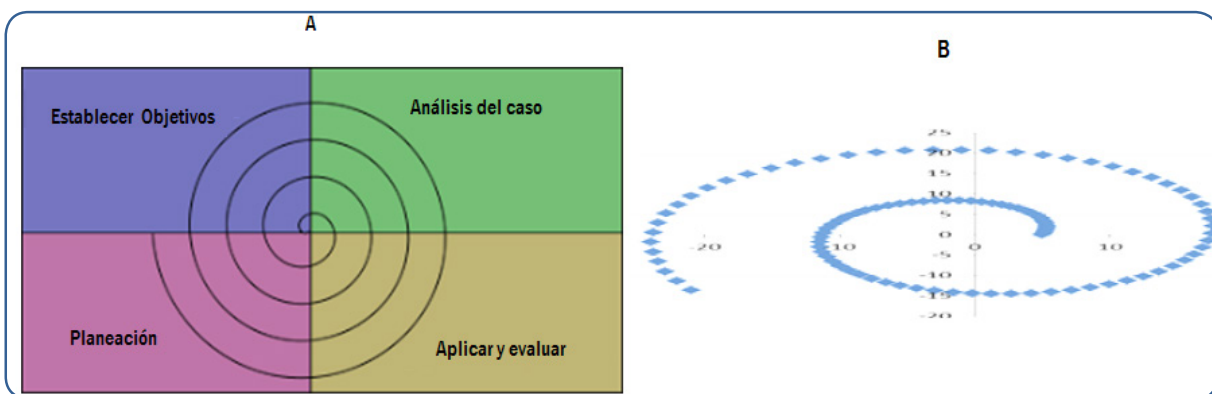 A
Establecer Objetivos
Análisis del caso
Planeación
Aplicar y evaluar
B
25
20
15
10
5
0
-5
-10
-15
-20
-20
-10
0
10